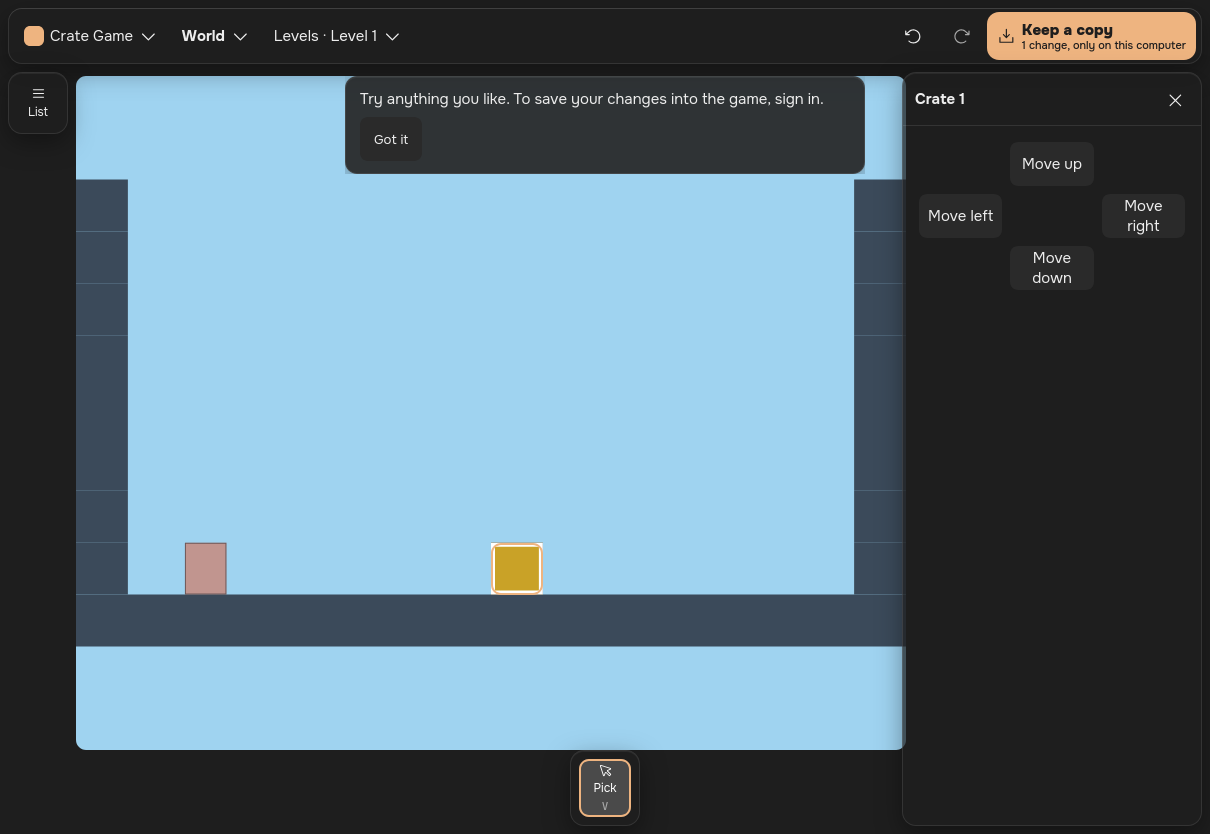 Crate Game
World
Levels · Level 1
Keep a copy
1 change, only on this computer
List
Try anything you like. To save your changes into the game, sign in.
Got it
Crate 1
Move up
Move left
Move
right
Move
down
Pick
V